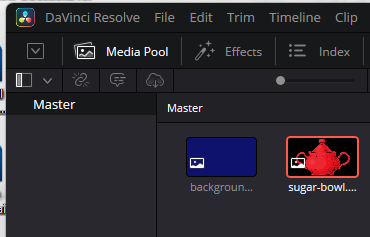 DaVinci Resolve File Edit Trim Timeline Clip
Media Pool Effects Index
Master
Master
backgroun... sugar-bowl....